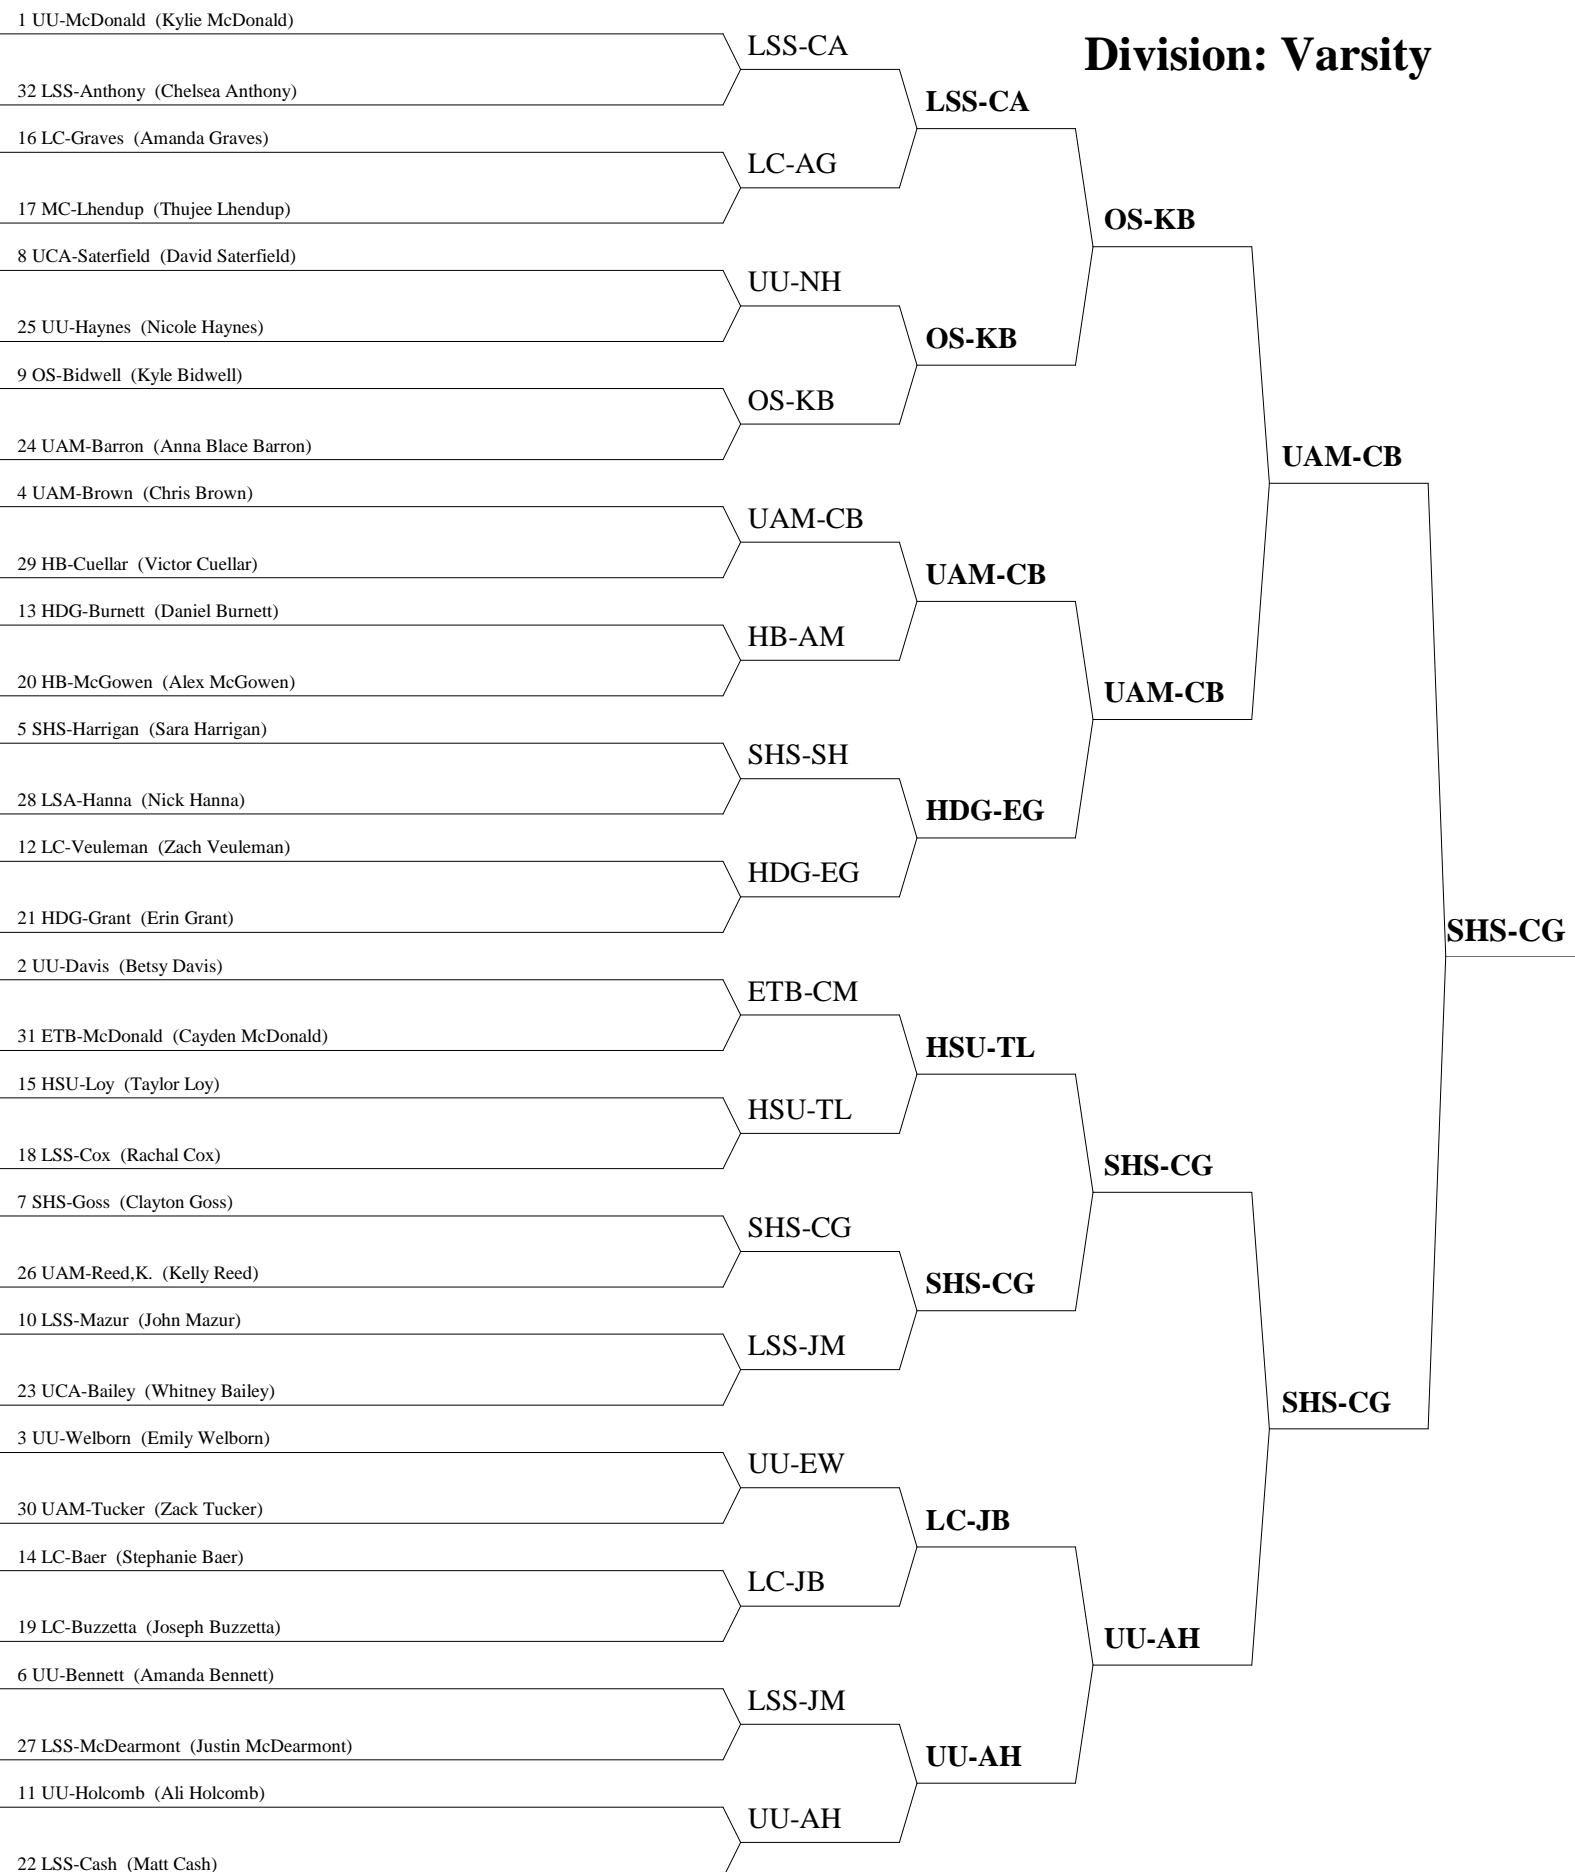 Division: Varsity
1 UU-McDonald (Kylie McDonald)
32 LSS-Anthony (Chelsea Anthony)
16 LC-Graves (Amanda Graves)
17 MC-Lhendup (Thujee Lhendup)
8 UCA-Saterfield (David Saterfield)
25 UU-Haynes (Nicole Haynes)
9 OS-Bidwell (Kyle Bidwell)
24 UAM-Barron (Anna Blace Barron)
4 UAM-Brown (Chris Brown)
29 HB-Cuellar (Victor Cuellar)
13 HDG-Burnett (Daniel Burnett)
20 HB-McGowen (Alex McGowen)
5 SHS-Harrigan (Sara Harrigan)
28 LSA-Hanna (Nick Hanna)
12 LC-Veuleman (Zach Veuleman)
21 HDG-Grant (Erin Grant)
2 UU-Davis (Betsy Davis)
31 ETB-McDonald (Cayden McDonald)
15 HSU-Loy (Taylor Loy)
18 LSS-Cox (Rachal Cox)
7 SHS-Goss (Clayton Goss)
26 UAM-Reed,K. (Kelly Reed)
10 LSS-Mazur (John Mazur)
23 UCA-Bailey (Whitney Bailey)
3 UU-Welborn (Emily Welborn)
30 UAM-Tucker (Zack Tucker)
14 LC-Baer (Stephanie Baer)
19 LC-Buzzetta (Joseph Buzzetta)
6 UU-Bennett (Amanda Bennett)
27 LSS-McDearmont (Justin McDearmont)
11 UU-Holcomb (Ali Holcomb)
22 LSS-Cash (Matt Cash)
LSS-CA
LC-AG
UU-NH
OS-KB
UAM-CB
HB-AM
SHS-SH
HDG-EG
ETB-CM
HSU-TL
SHS-CG
LSS-JM
UU-EW
LC-JB
LSS-JM
UU-AH
LSS-CA
OS-KB
UAM-CB
HDG-EG
HSU-TL
SHS-CG
LC-JB
UU-AH
OS-KB
UAM-CB
SHS-CG
UU-AH
UAM-CB
SHS-CG
SHS-CG